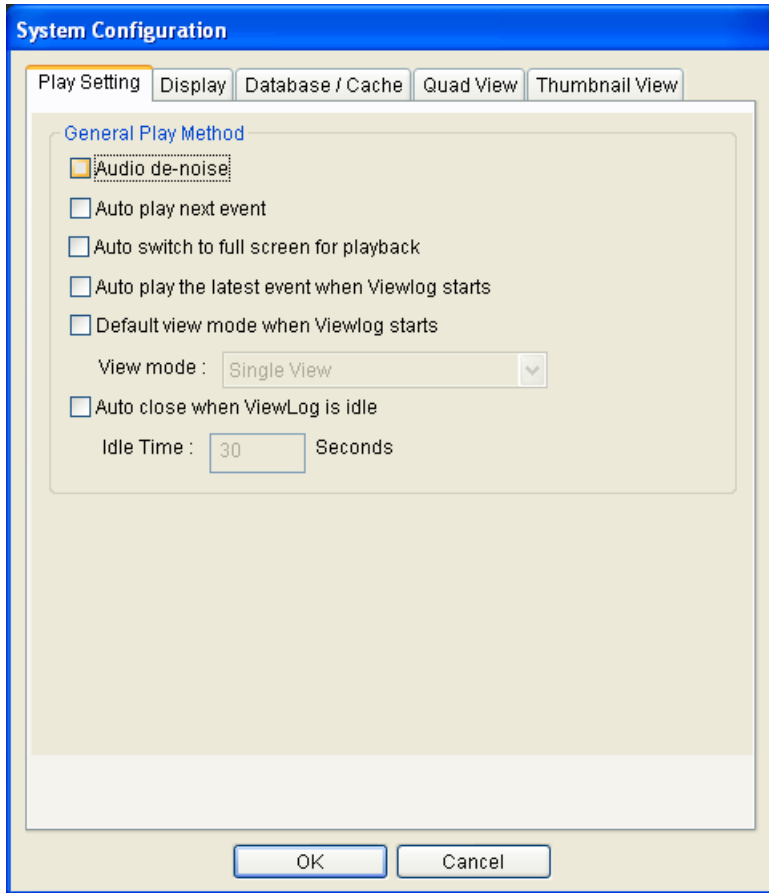 System Configuration
Play Setting Display Database / Cache Quad View Thumbnail View
General Play Method
Audio de-noise
Auto play next event
Auto switch to full screen for playback
Auto play the latest event when Viewlog starts
Default view mode when Viewlog starts
View mode : Single View
Auto close when ViewLog is idle
Idle Time : 30 Seconds
OK Cancel